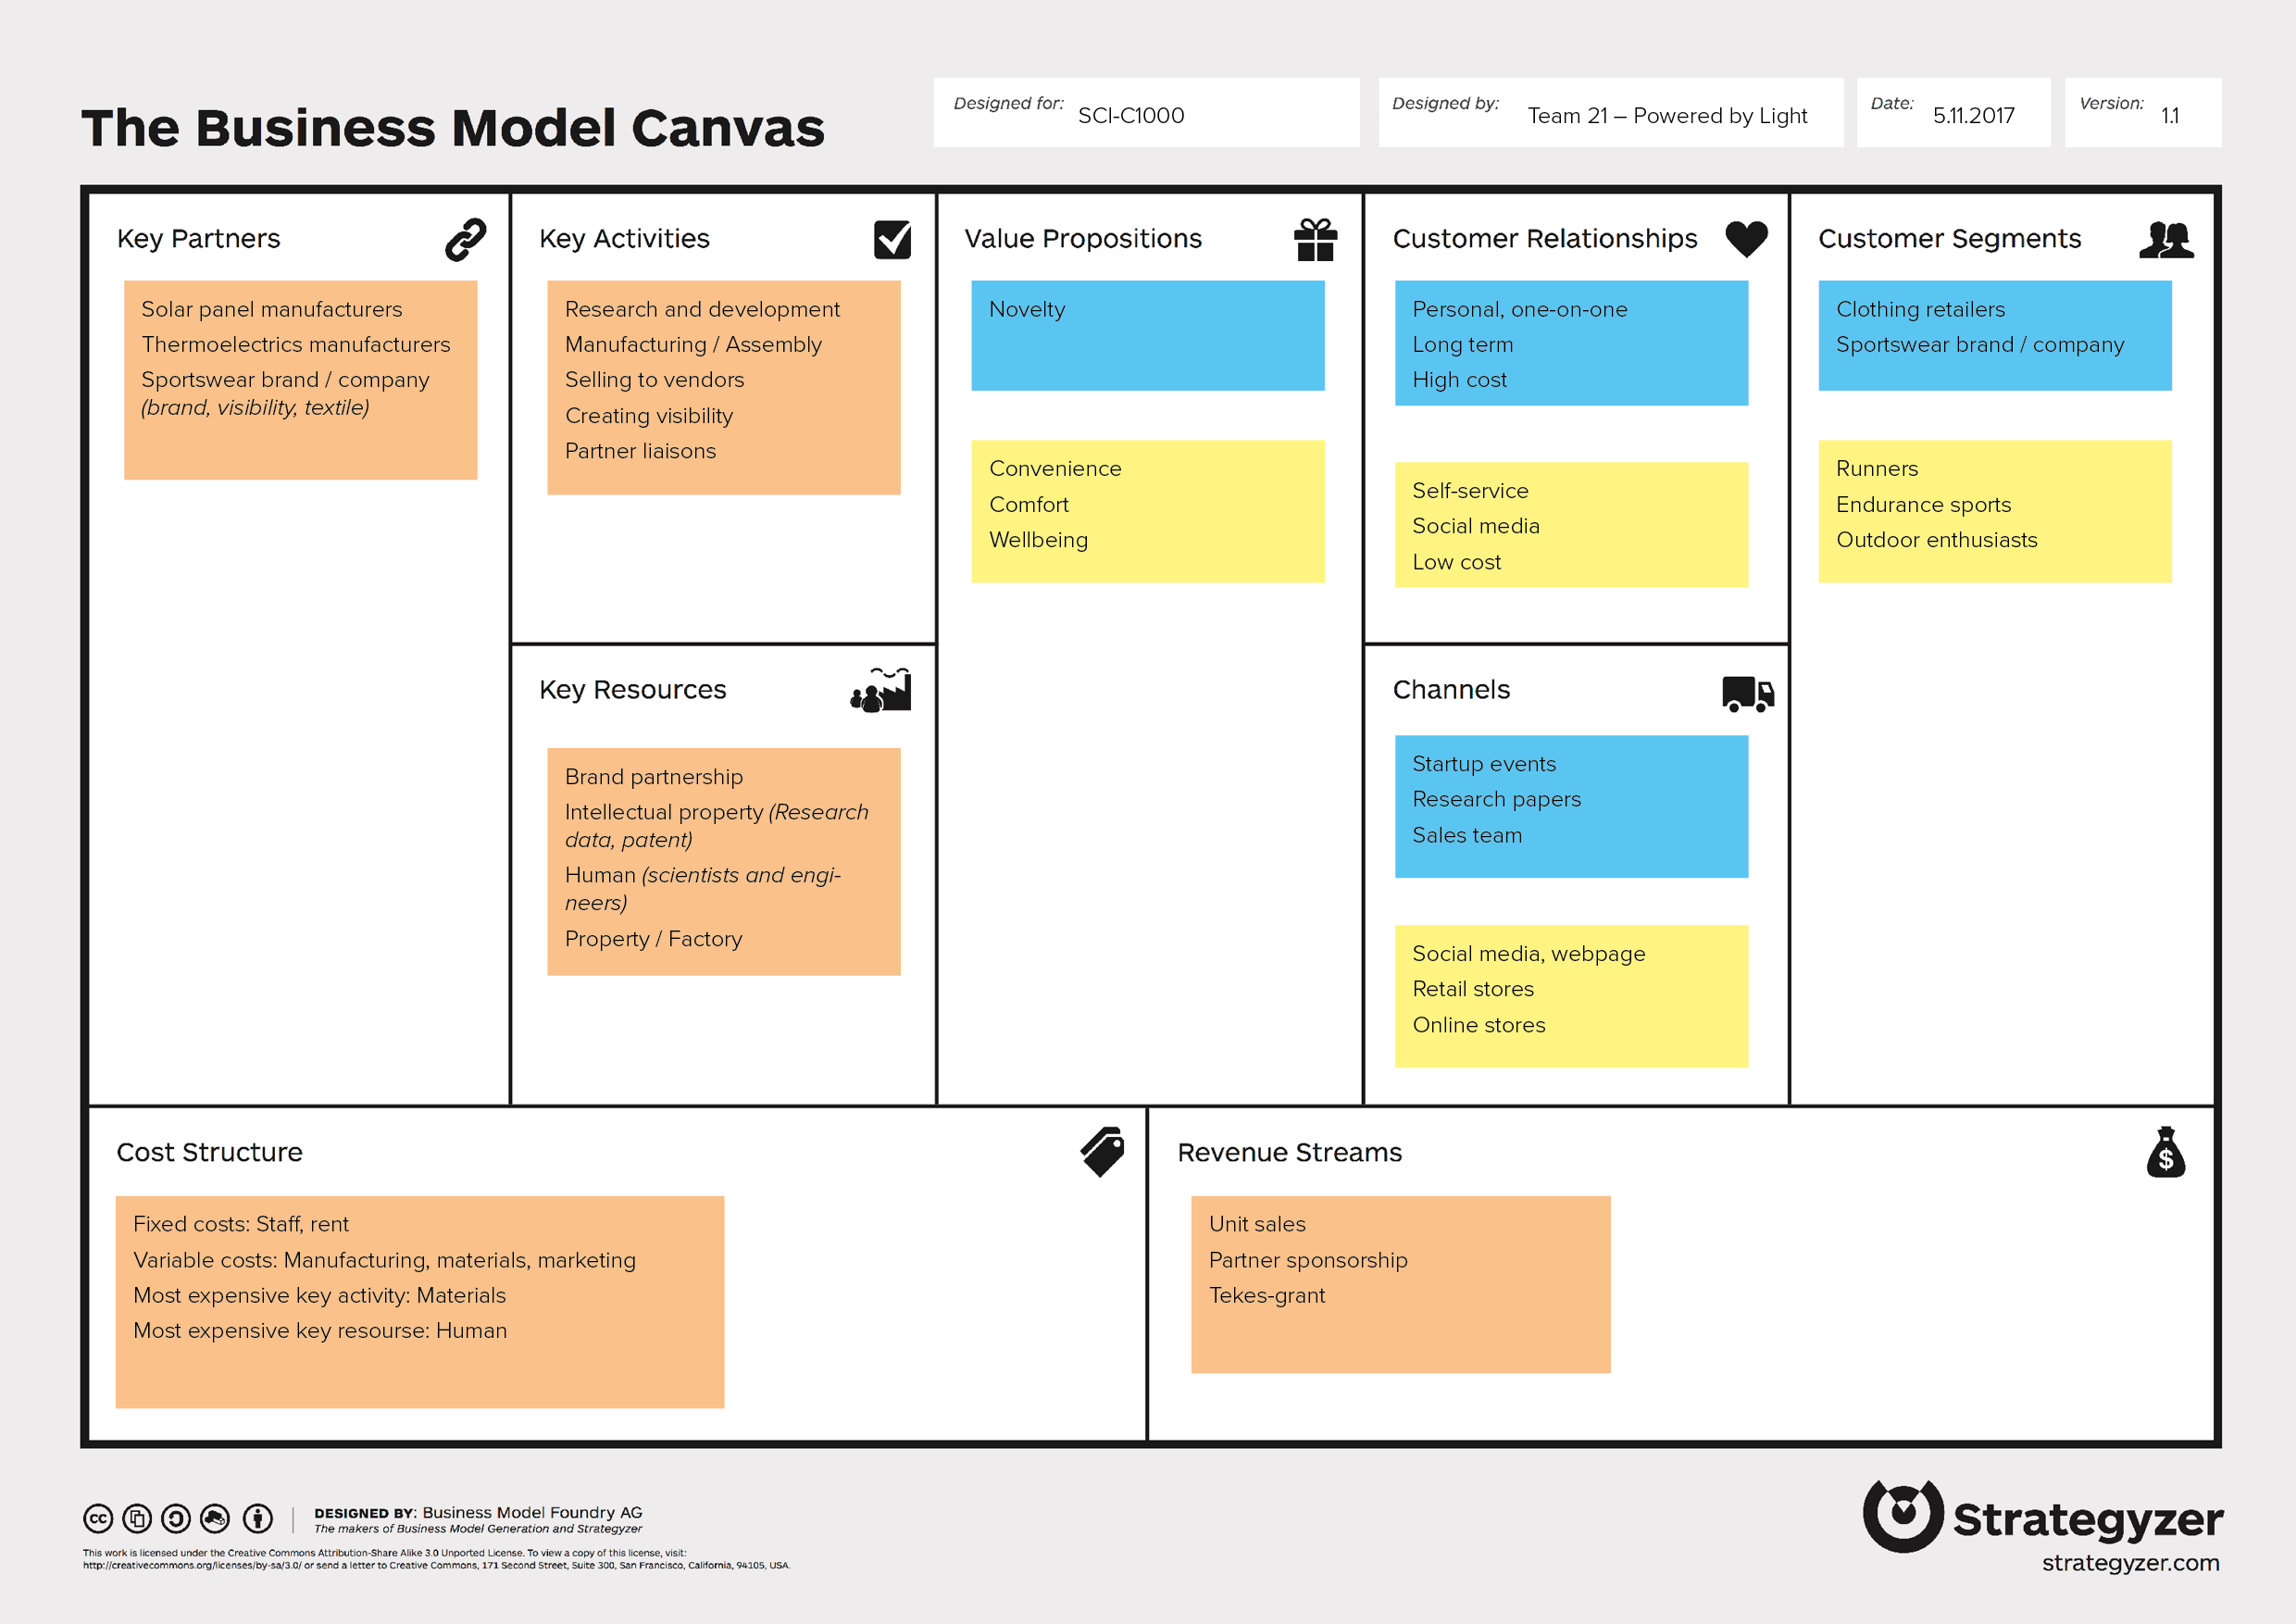 The Business Model Canvas
Designed for: SCI-C1000
Designed by: Team 21 – Powered by Light
Date: 5.11.2017
Version: 1.1
Key Partners
Solar panel manufacturers
Thermoelectrics manufacturers
Sportswear brand / company
(brand, visibility, textile)
Key Activities
Research and development
Manufacturing / Assembly
Selling to vendors
Creating visibility
Partner liaisons
Key Resources
Brand partnership
Intellectual property (Research
data, patent)
Human (scientists and engi-
neers)
Property / Factory
Value Propositions
Novelty
Convenience
Comfort
Wellbeing
Customer Relationships
Personal, one-on-one
Long term
High cost
Self-service
Social media
Low cost
Channels
Startup events
Research papers
Sales team
Social media, webpage
Retail stores
Online stores
Customer Segments
Clothing retailers
Sportswear brand / company
Runners
Endurance sports
Outdoor enthusiasts
Cost Structure
Fixed costs: Staff, rent
Variable costs: Manufacturing, materials, marketing
Most expensive key activity: Materials
Most expensive key resourse: Human
Revenue Streams
$
Unit sales
Partner sponsorship
Tekes-grant
cc
DESIGNED BY: Business Model Foundry AG
The makers of Business Model Generation and Strategyzer
This work is licensed under the Creative Commons Attribution-Share Alike 3.0 Unported License. To view a copy of this license, visit:
http://creativecommons.org/licenses/by-sa/3.0/ or send a letter to Creative Commons, 171 Second Street, Suite 300, San Francisco, California, 94105, USA.
Strategyzer
strategyzer.com